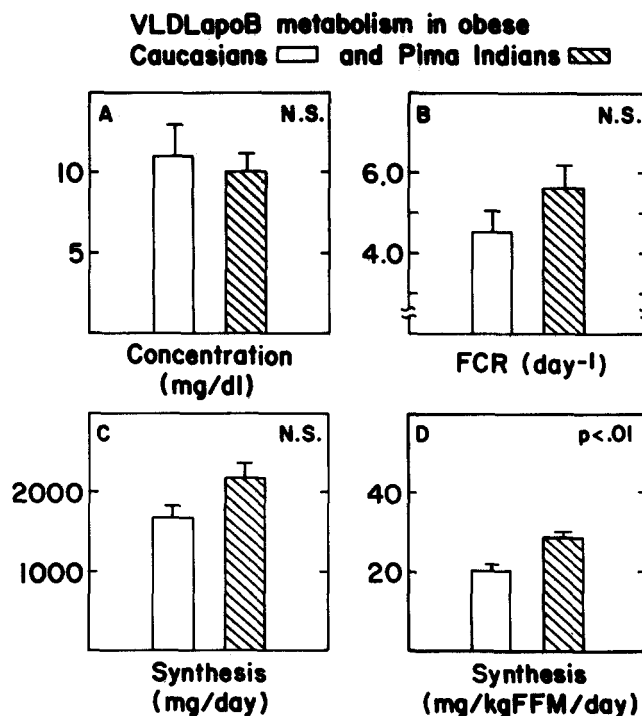 VLDLapoB metabolism in obese
Caucasians and Pima Indians
A N.S.
10
5
Concentration
(mg/dl)
B N.S.
6.0
4.0
FCR (day-1)
C N.S.
2000
1000
Synthesis
(mg/day)
D p<.01
40
20
Synthesis
(mg/kgFFM/day)